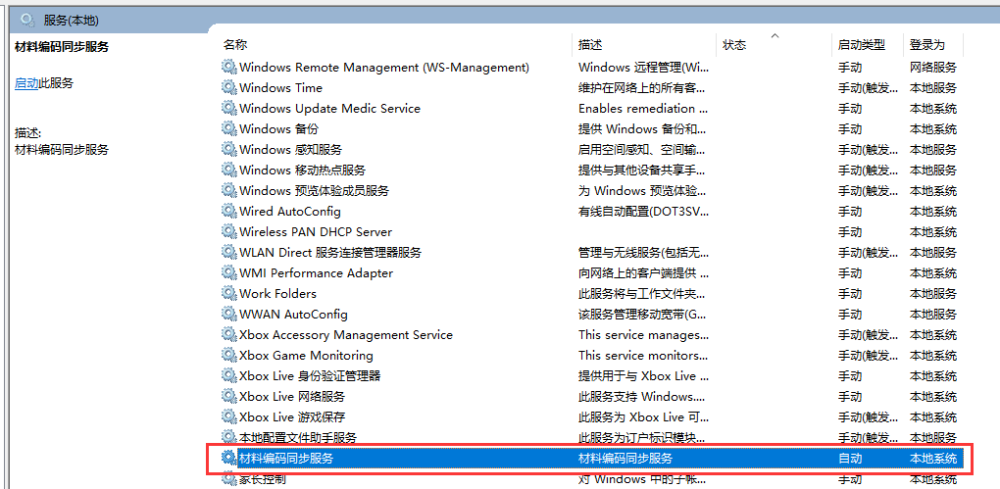 服务(本地)
材料编码同步服务
启动此服务
描述:
材料编码同步服务
名称 描述 状态 启动类型 登录为
Windows Remote Management (WS-Management) Windows 远程管理(Wi... 手动 网络服务
Windows Time 维护在网络上的所有客... 手动(触发... 本地服务
Windows Update Medic Service Enables remediation ... 手动 本地系统
Windows 备份 提供 Windows 备份和... 手动 本地系统
Windows 感知服务 启用空间感知、空间输... 手动(触发... 本地服务
Windows 移动热点服务 提供与其他设备共享手... 手动(触发... 本地服务
Windows 预览体验成员服务 为 Windows 预览体验... 手动(触发... 本地系统
Wired AutoConfig 有线自动配置(DOT3SV... 手动 本地系统
Wireless PAN DHCP Server 手动 本地系统
WLAN Direct 服务连接管理器服务 管理与无线服务(包括无... 手动(触发... 本地服务
WMI Performance Adapter 向网络上的客户端提供 ... 手动 本地系统
Work Folders 此服务将与工作文件夹... 手动 本地服务
WWAN AutoConfig 该服务管理移动宽带(G... 手动 本地服务
Xbox Accessory Management Service This service manages... 手动(触发... 本地系统
Xbox Game Monitoring This service monitors... 手动(触发... 本地系统
Xbox Live 身份验证管理器 提供用于与 Xbox Live ... 手动 本地系统
Xbox Live 网络服务 此服务支持 Windows.... 手动 本地系统
Xbox Live 游戏保存 此服务为 Xbox Live 可... 手动(触发... 本地系统
本地配置文件助手服务 此服务为订户标识模块... 手动(触发... 本地服务
材料编码同步服务 材料编码同步服务 自动 本地系统
家长控制 对 Windows 中的子帐... 手动 本地系统